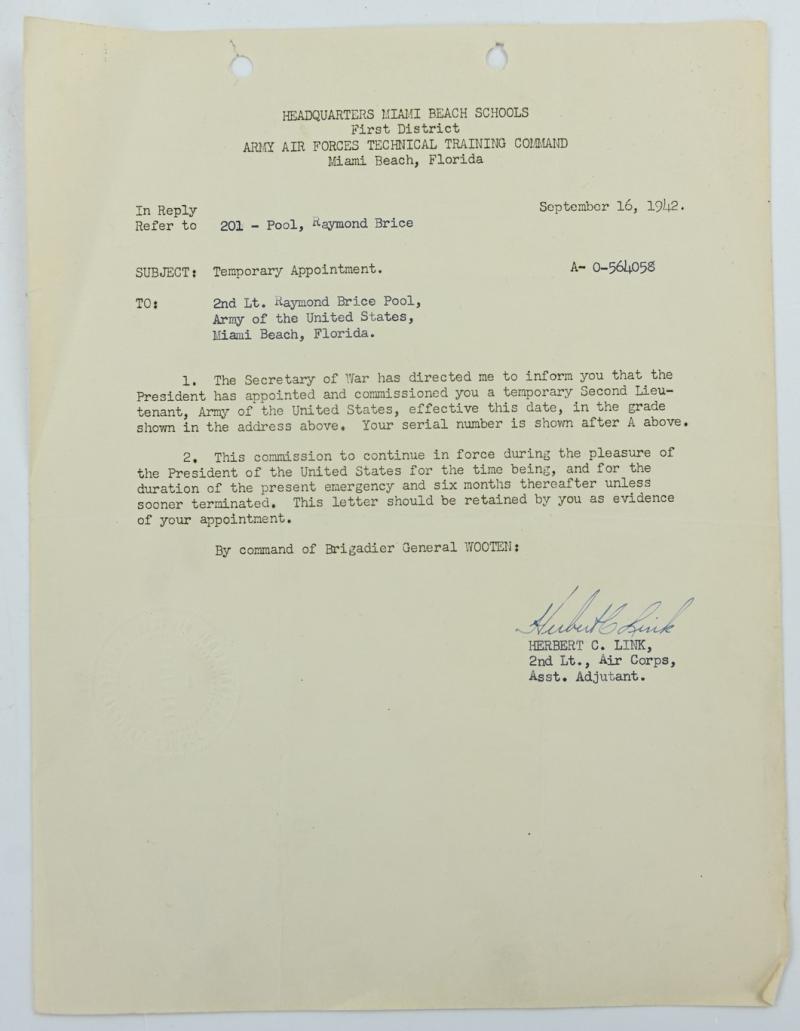 HEADQUARTERS MIAMI BEACH SCHOOLS
First District
ARMY AIR FORCES TECHNICAL TRAINING COMMAND
Miami Beach, Florida
September 16, 1942.
In Reply
Refer to 201 - Pool, Raymond Brice
SUBJECT: Temporary Appointment. A- O-564058
TO: 2nd Lt. Raymond Brice Pool,
Army of the United States,
Miami Beach, Florida.
1. The Secretary of War has directed me to inform you that the
President has appointed and commissioned you a temporary Second Lieu-
tenant, Army of the United States, effective this date, in the grade
shown in the address above. Your serial number is shown after A above.
2. This commission to continue in force during the pleasure of
the President of the United States for the time being, and for the
duration of the present emergency and six months thereafter unless
sooner terminated. This letter should be retained by you as evidence
of your appointment.
By command of Brigadier General WOOTEN:
Herbert C Link
HERBERT C. LINK,
2nd Lt., Air Corps,
Asst. Adjutant.